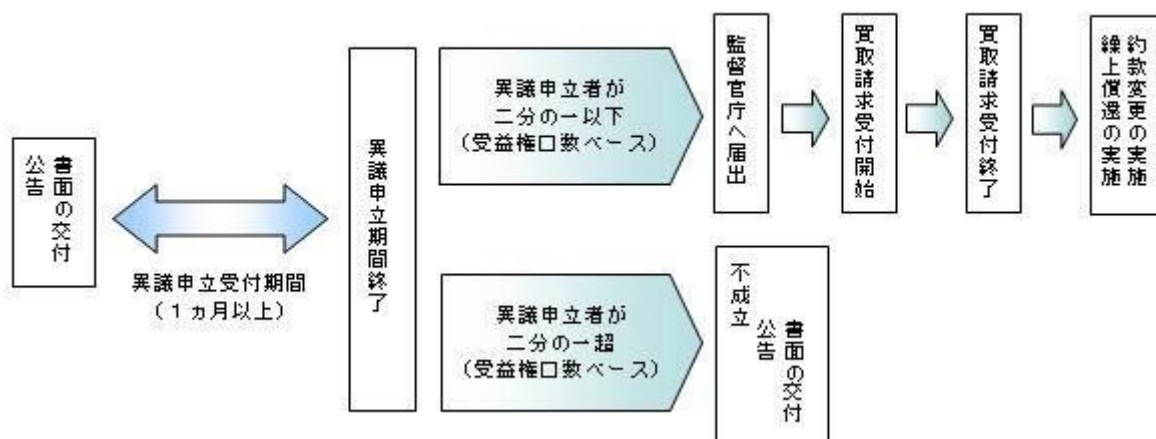 書面の交付
公告
異議申立受付期間
（１ヵ月以上）
異議申立期間終了
異議申立者が
二分の一以下
（受益権口数ベース）
監督官庁へ届出
買取請求受付開始
買取請求受付終了
約款変更の実施
繰上償還の実施
異議申立者が
二分の一超
（受益権口数ベース）
不成立
書面の交付
公告